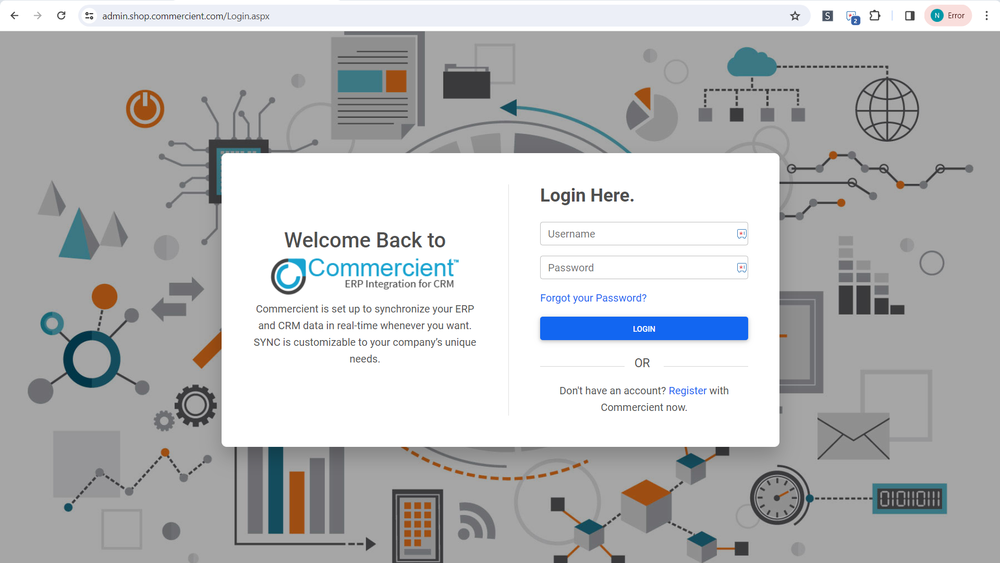 admin.shop.commercient.com/Login.aspx
S
2
N
Error
Welcome Back to
Commercient™
ERP Integration for CRM
Commercient is set up to synchronize your ERP
and CRM data in real-time whenever you want.
SYNC is customizable to your company’s unique
needs.
Login Here.
Username
Password
Forgot your Password?
LOGIN
OR
Don't have an account? Register with
Commercient now.
01011011